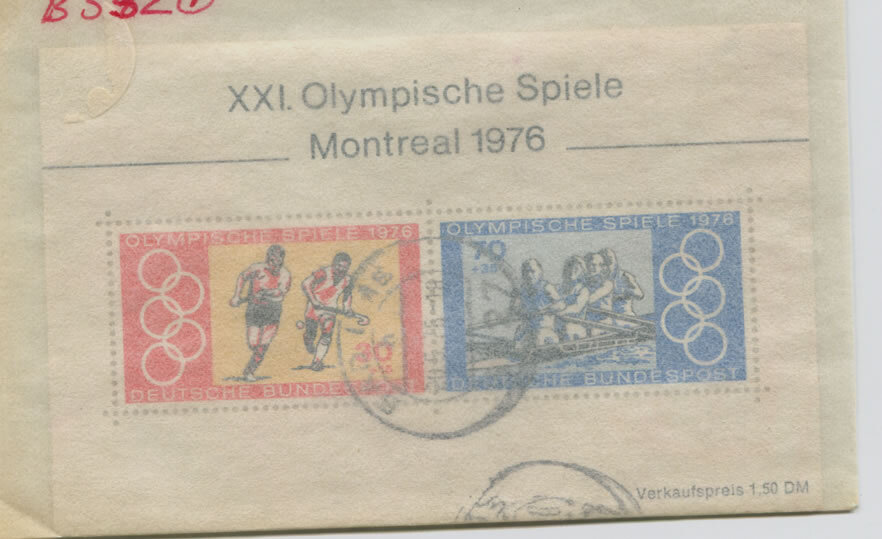 XXI. Olympische Spiele
Montreal 1976
OLYMPISCHE SPIELE 1976
30
DEUTSCHE BUNDESPOST
OLYMPISCHE SPIELE 1976
70
DEUTSCHE BUNDESPOST
Verkaufspreis 1,50 DM